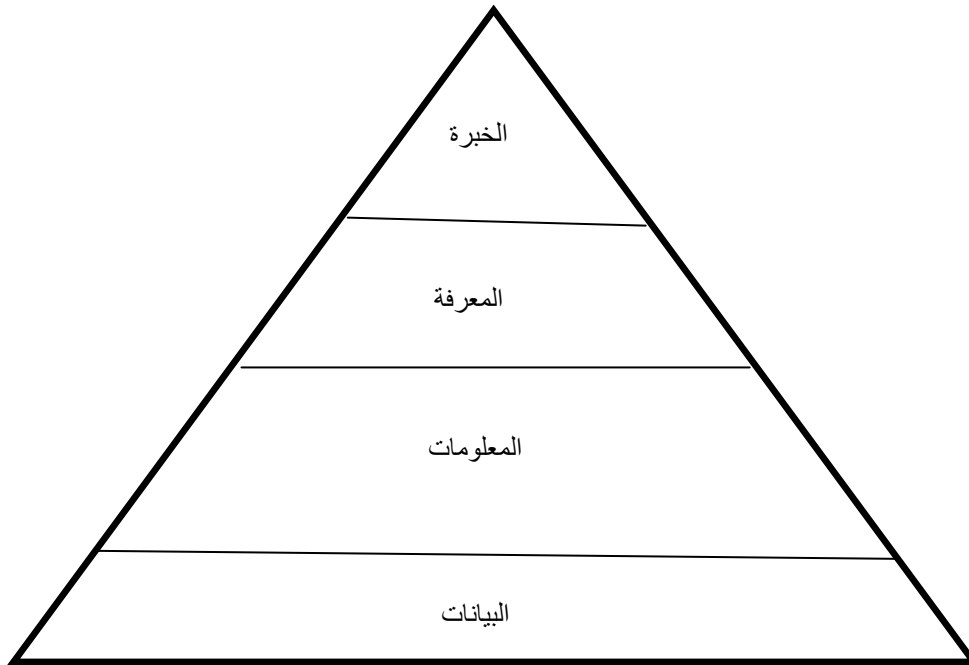 الخبرة
المعرفة
المعلومات
البيانات